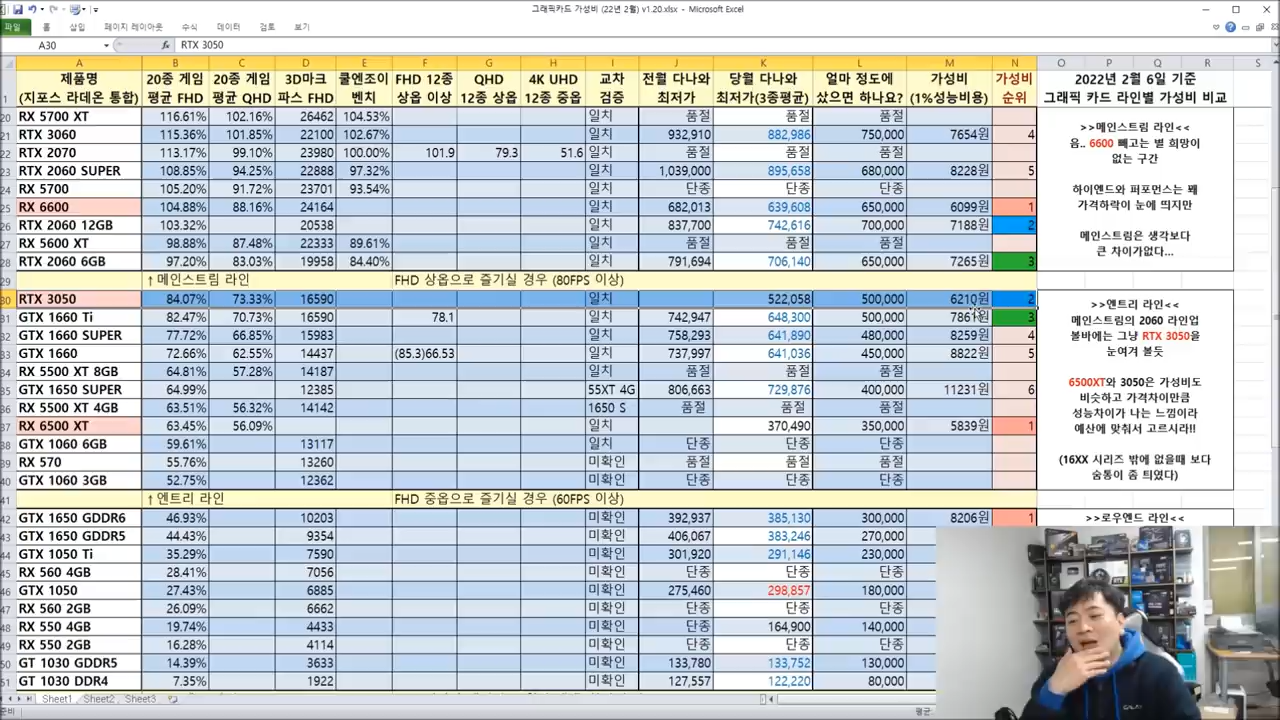 그래픽카드 가성비 (22년 2월) v1.20.xlsx - Microsoft Excel
파일 홈 삽입 페이지 레이아웃 수식 데이터 검토 보기
A30 fx RTX 3050
A B C D E F G H I J K L M N O P Q R S
1 제품명 (지포스 라데온 통합) 20종 게임 평균 FHD 20종 게임 평균 QHD 3D마크 파스 FHD 쿨엔조이 벤치 FHD 12종 상옵 이상 QHD 12종 상옵 4K UHD 12종 중옵 교차 검증 전월 다나와 최저가 당월 다나와 최저가(3종평균) 얼마 정도에 샀으면 하나요? 가성비 (1%성능비용) 가성비 순위
20 RX 5700 XT 116.61% 102.16% 26462 104.53% 일치 품절 품절
21 RTX 3060 115.36% 101.85% 22100 102.67% 일치 932,910 882,986 750,000 7654원 4
22 RTX 2070 113.17% 99.10% 23980 100.00% 101.9 79.3 51.6 일치 품절 품절 품절
23 RTX 2060 SUPER 108.85% 94.25% 22888 97.32% 일치 1,039,000 895,658 680,000 8228원 5
24 RX 5700 105.20% 91.72% 23701 93.54% 일치 단종 단종 단종
25 RX 6600 104.88% 88.16% 24164 일치 682,013 639,608 650,000 6099원 1
26 RTX 2060 12GB 103.32% 20538 일치 837,700 742,616 700,000 7188원 2
27 RX 5600 XT 98.88% 87.48% 22333 89.61% 일치 품절 품절 품절
28 RTX 2060 6GB 97.20% 83.03% 19958 84.40% 일치 791,694 706,140 7265원 3
29 ↑메인스트림 라인 FHD 상옵으로 즐기실 경우 (80FPS 이상)
30 RTX 3050 84.07% 73.33% 16590 일치 522,058 500,000 6210원 2
31 GTX 1660 Ti 82.47% 70.73% 16590 78.1 일치 742,947 648,300 500,000 7861원 3
32 GTX 1660 SUPER 77.72% 66.85% 15983 일치 758,293 641,890 480,000 8259원 4
33 GTX 1660 72.66% 62.55% 14437 (85.3)66.53 일치 737,997 641,036 450,000 8822원 5
34 RX 5500 XT 8GB 64.81% 57.28% 14187 일치 품절 품절 품절
35 GTX 1650 SUPER 64.99% 12385 55XT 4G 806,663 729,876 400,000 11231원 6
36 RX 5500 XT 4GB 63.51% 56.32% 14142 1650 S 품절 품절 품절
37 RX 6500 XT 63.45% 56.09% 일치 370,490 350,000 5839원 1
38 GTX 1060 6GB 59.61% 13117 일치 단종 단종 단종
39 RX 570 55.76% 13260 미확인 품절 품절 품절
40 GTX 1060 3GB 52.75% 12362 미확인 단종 단종 단종
41 ↑엔트리 라인 FHD 중옵으로 즐기실 경우 (60FPS 이상)
42 GTX 1650 GDDR6 46.93% 10203 미확인 392,937 385,130 300,000 8206원 1
43 GTX 1650 GDDR5 44.43% 9354 미확인 406,067 383,246 270,000
44 GTX 1050 Ti 35.29% 7590 미확인 301,920 291,146 230,000
45 RX 560 4GB 28.41% 7056 미확인 단종 단종 단종
46 GTX 1050 27.43% 6885 미확인 275,460 298,857 180,000
47 RX 560 2GB 26.09% 6662 미확인 단종 단종 단종
48 RX 550 4GB 19.74% 4433 미확인 단종 164,900 140,000
49 RX 550 2GB 16.28% 4114 미확인 단종 단종 단종
50 GT 1030 GDDR5 14.39% 3633 미확인 133,780 133,752 130,000
51 GT 1030 DDR4 7.35% 1922 미확인 127,557 122,220 80,000
2022년 2월 6일 기준
그래픽 카드 라인별 가성비 비교
>>메인스트림 라인<<
음.. 6600 빼고는 별 희망이
없는 구간
하이엔드와 퍼포먼스는 꽤
가격하락이 눈에 띄지만
메인스트림은 생각보다
큰 차이가없다...
>>엔트리 라인<<
메인스트림의 2060 라인업
볼바에는 그냥 RTX 3050을
눈여겨 볼듯
6500XT와 3050은 가성비도
비슷하고 가격차이만큼
성능차이가 나는 느낌이라
예산에 맞춰서 고르시라!!
(16XX 시리즈 밖에 없을때 보다
숨통이 좀 틔였다)
>>로우엔드 라인<<
Sheet1 Sheet2 Sheet3
준비 평균: